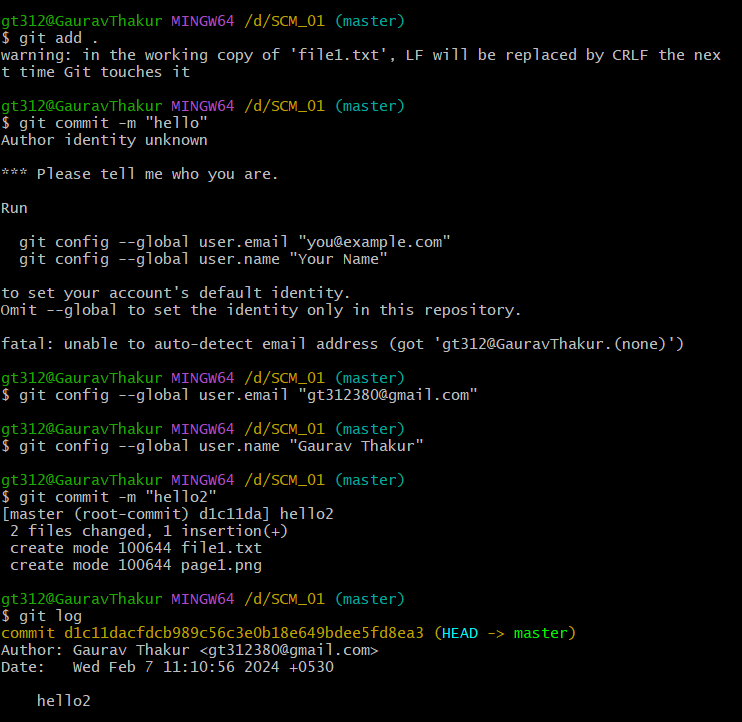 gt312@GauravThakur MINGW64 /d/SCM_01 (master)
$ git add .
warning: in the working copy of 'file1.txt', LF will be replaced by CRLF the nex
t time Git touches it
gt312@GauravThakur MINGW64 /d/SCM_01 (master)
$ git commit -m "hello"
Author identity unknown
*** Please tell me who you are.
Run
  git config --global user.email "you@example.com"
  git config --global user.name "Your Name"
to set your account's default identity.
Omit --global to set the identity only in this repository.
fatal: unable to auto-detect email address (got 'gt312@GauravThakur.(none)')
gt312@GauravThakur MINGW64 /d/SCM_01 (master)
$ git config --global user.email "gt312380@gmail.com"
gt312@GauravThakur MINGW64 /d/SCM_01 (master)
$ git config --global user.name "Gaurav Thakur"
gt312@GauravThakur MINGW64 /d/SCM_01 (master)
$ git commit -m "hello2"
[master (root-commit) d1c11da] hello2
 2 files changed, 1 insertion(+)
 create mode 100644 file1.txt
 create mode 100644 page1.png
gt312@GauravThakur MINGW64 /d/SCM_01 (master)
$ git log
commit d1c11dacfdcb989c56c3e0b18e649bdee5fd8ea3 (HEAD -> master)
Author: Gaurav Thakur <gt312380@gmail.com>
Date:   Wed Feb 7 11:10:56 2024 +0530
    hello2